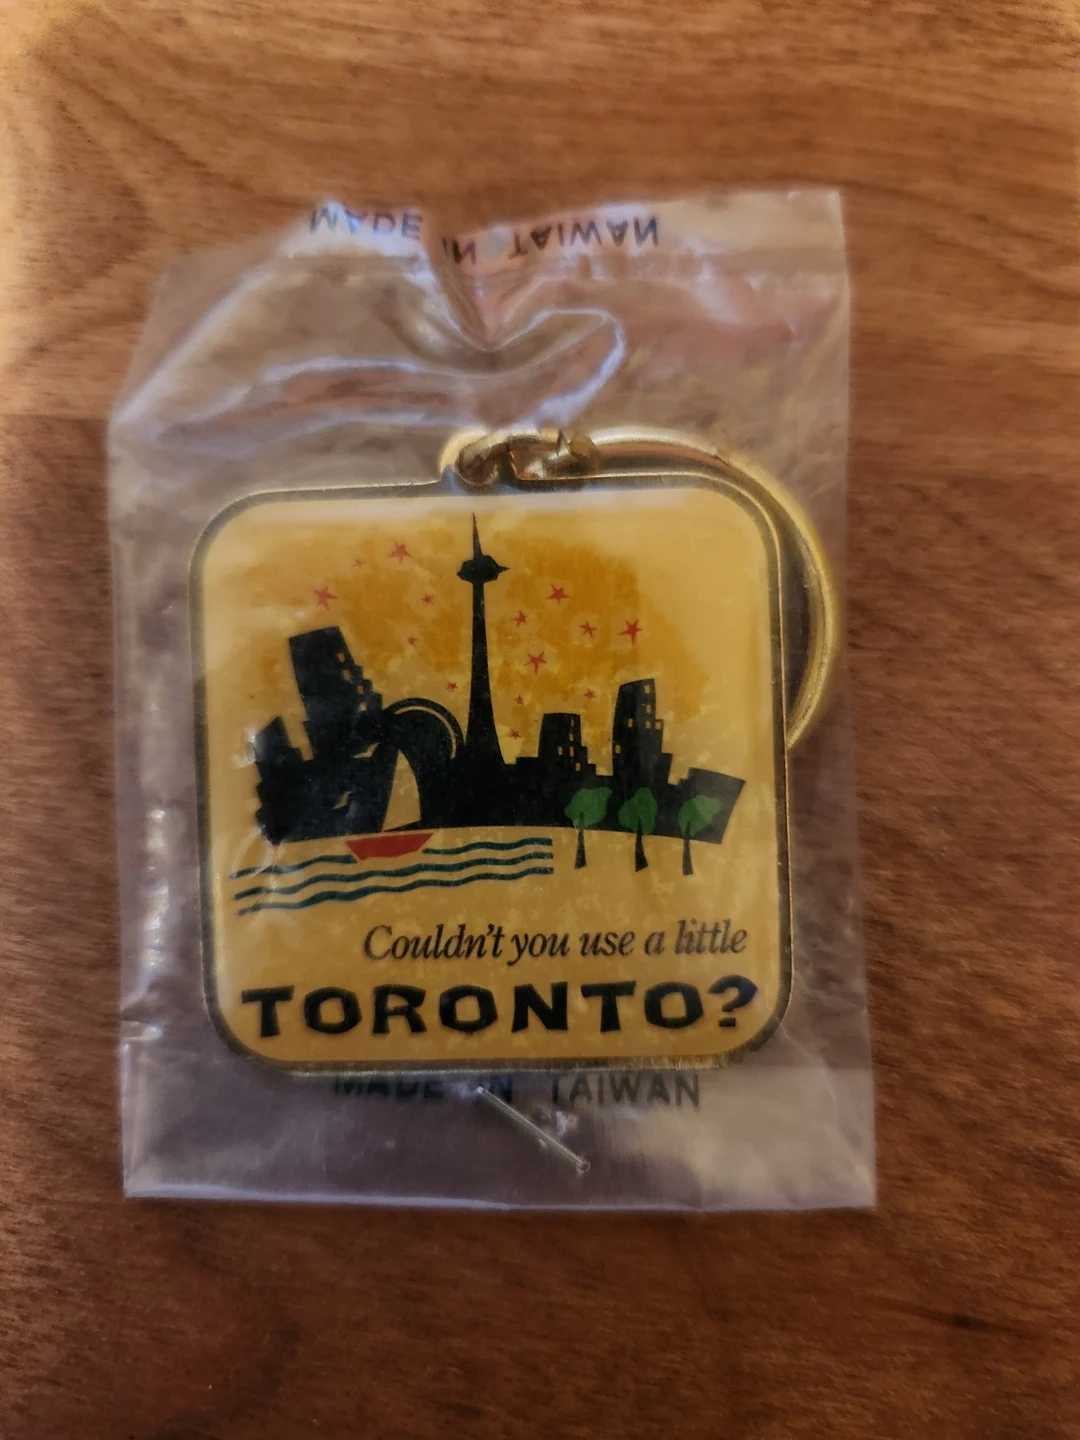 MADE IN TAIWAN
Couldn't you use a little
TORONTO?
MADE IN TAIWAN